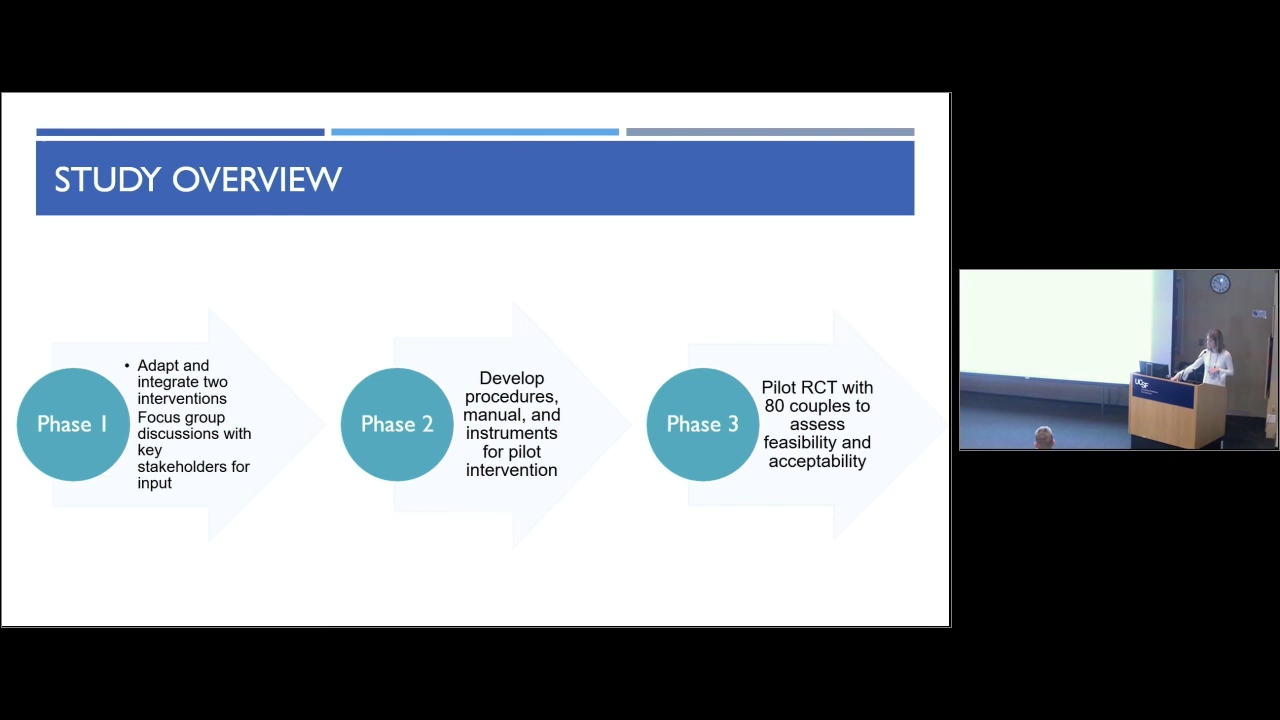 STUDY OVERVIEW
Phase 1
• Adapt and
integrate two
interventions
Focus group
discussions with
key
stakeholders for
input
Phase 2
Develop
procedures,
manual, and
instruments
for pilot
intervention
Phase 3
Pilot RCT with
80 couples to
assess
feasibility and
acceptability
UCSF